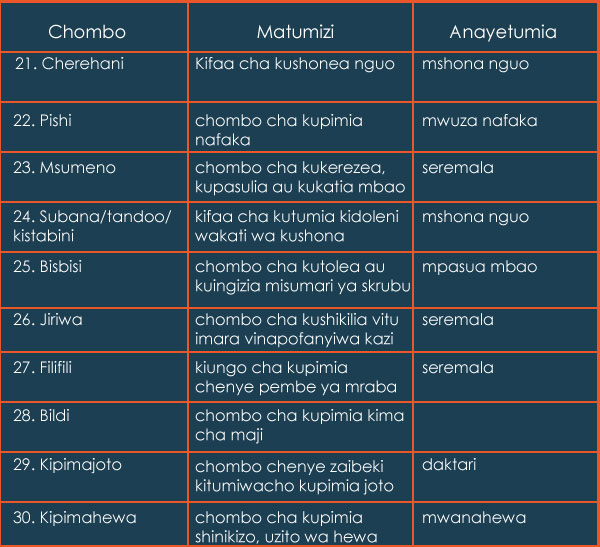 Chombo Matumizi Anayetumia
21. Cherehani Kifaa cha kushonea nguo mshona nguo
22. Pishi chombo cha kupimia mwuza nafaka
nafaka
23. Msumeno chombo cha kukerezea, seremala
kupasulia au kukatia mbao
24. Subana/tandoo/ kifaa cha kutumia kidoleni mshona nguo
kistabini wakati wa kushona
25. Bisbisi chombo cha kutolea au mpasua mbao
kuingizia misumari ya skrubu
26. Jiriwa chombo cha kushikilia vitu seremala
imara vinapofanyiwa kazi
27. Filifili kiungo cha kupimia seremala
chenye pembe ya mraba
28. Bildi chombo cha kupimia kima
cha maji
29. Kipimajoto chombo chenye zaibeki daktari
kitumiwacho kupimia joto
30. Kipimahewa chombo cha kupimia mwanahewa
shinikizo, uzito wa hewa